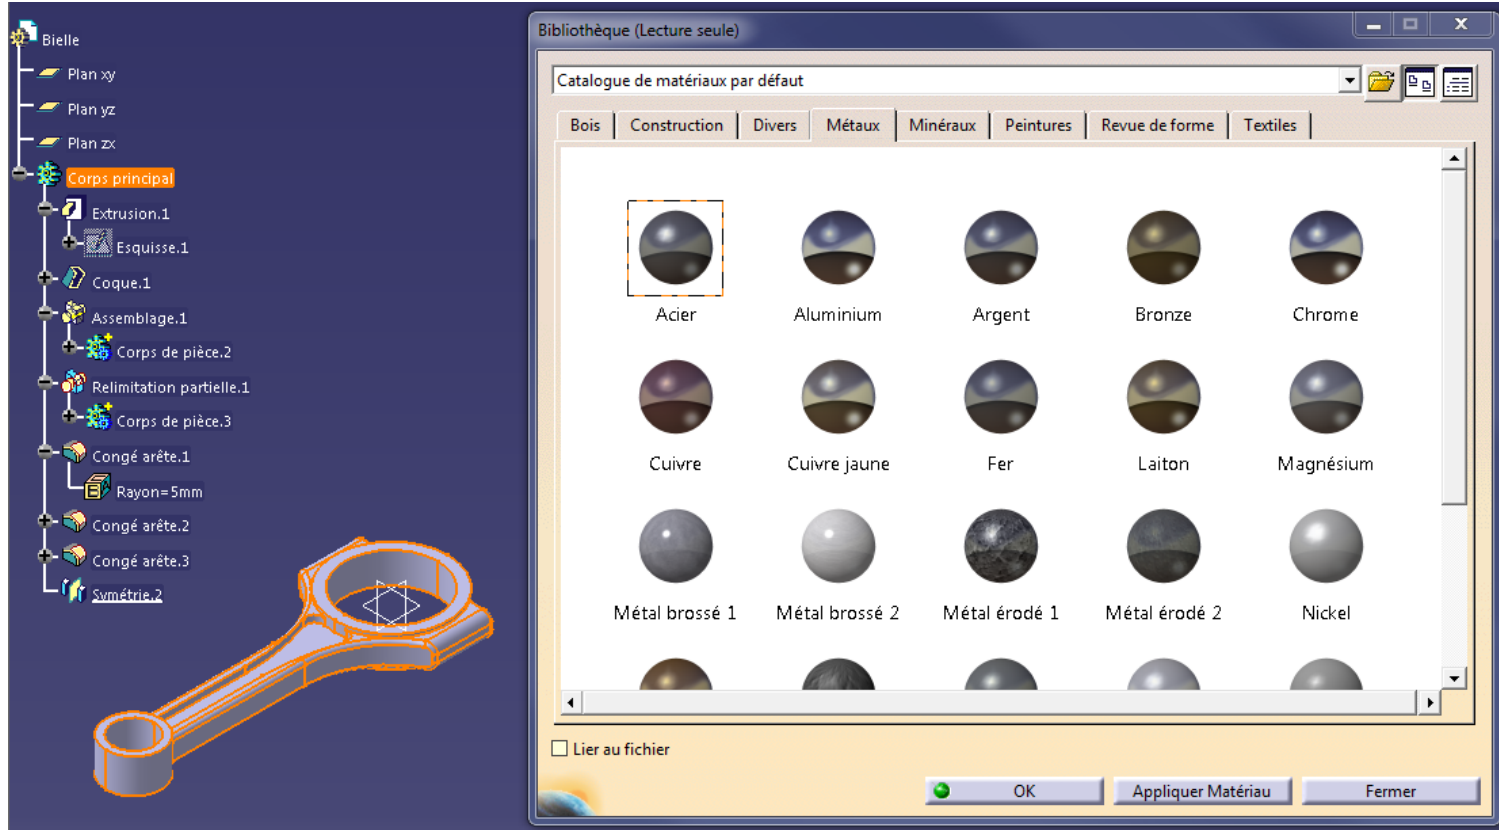 Bielle
Plan xy
Plan yz
Plan zx
Corps principal
Extrusion.1
Esquisse.1
Coque.1
Assemblage.1
Corps de pièce.2
Relimitation partielle.1
Corps de pièce.3
Congé arête.1
Rayon=5mm
Congé arête.2
Congé arête.3
Symétrie.2
Bibliothèque (Lecture seule)
Catalogue de matériaux par défaut
Bois Construction Divers Métaux Minéraux Peintures Revue de forme Textiles
Acier Aluminium Argent Bronze Chrome
Cuivre Cuivre jaune Fer Laiton Magnésium
Métal brossé 1 Métal brossé 2 Métal érodé 1 Métal érodé 2 Nickel
Lier au fichier
OK Appliquer Matériau Fermer